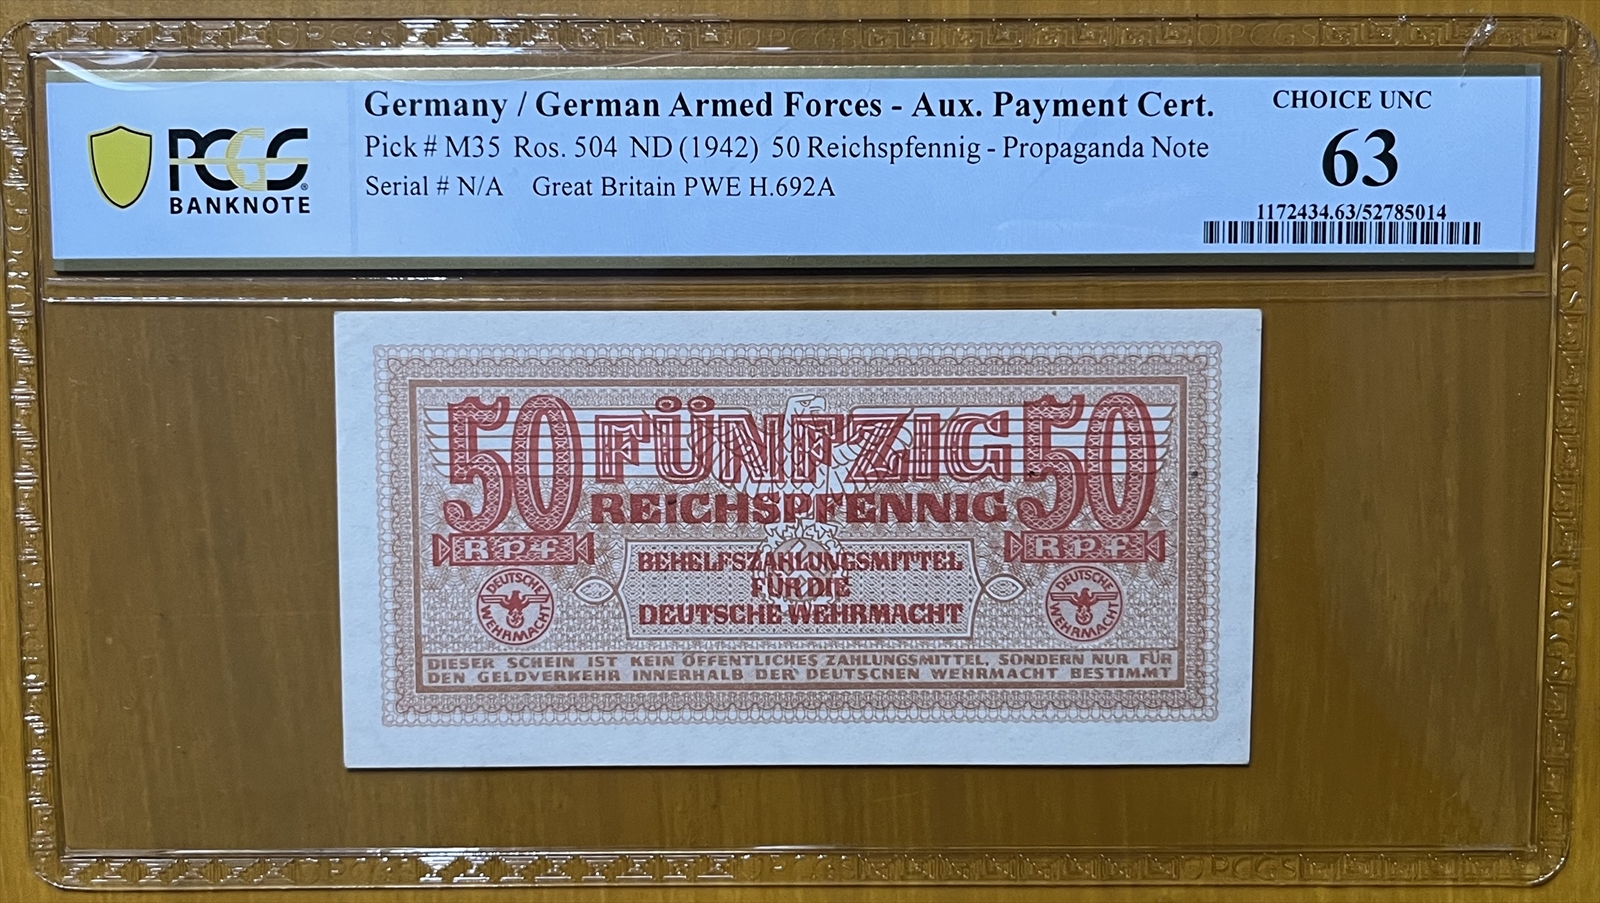 Germany / German Armed Forces - Aux. Payment Cert.
Pick # M35 Ros. 504 ND (1942) 50 Reichspfennig - Propaganda Note
Serial # N/A Great Britain PWE H.692A
CHOICE UNC
63
1172434.63/52785014
PCGS
BANKNOTE
50 FÜNFZIG 50
REICHSPFENNIG
Rpf Rpf
BEHELFSZAHLUNGSMITTEL
FÜR DIE
DEUTSCHE WEHRMACHT
DEUTSCHE WEHRMACHT
DEUTSCHE WEHRMACHT
DIESER SCHEIN IST KEIN ÖFFENTLICHES ZAHLUNGSMITTEL, SONDERN NUR FÜR
DEN GELDVERKEHR INNERHALB DER DEUTSCHEN WEHRMACHT BESTIMMT